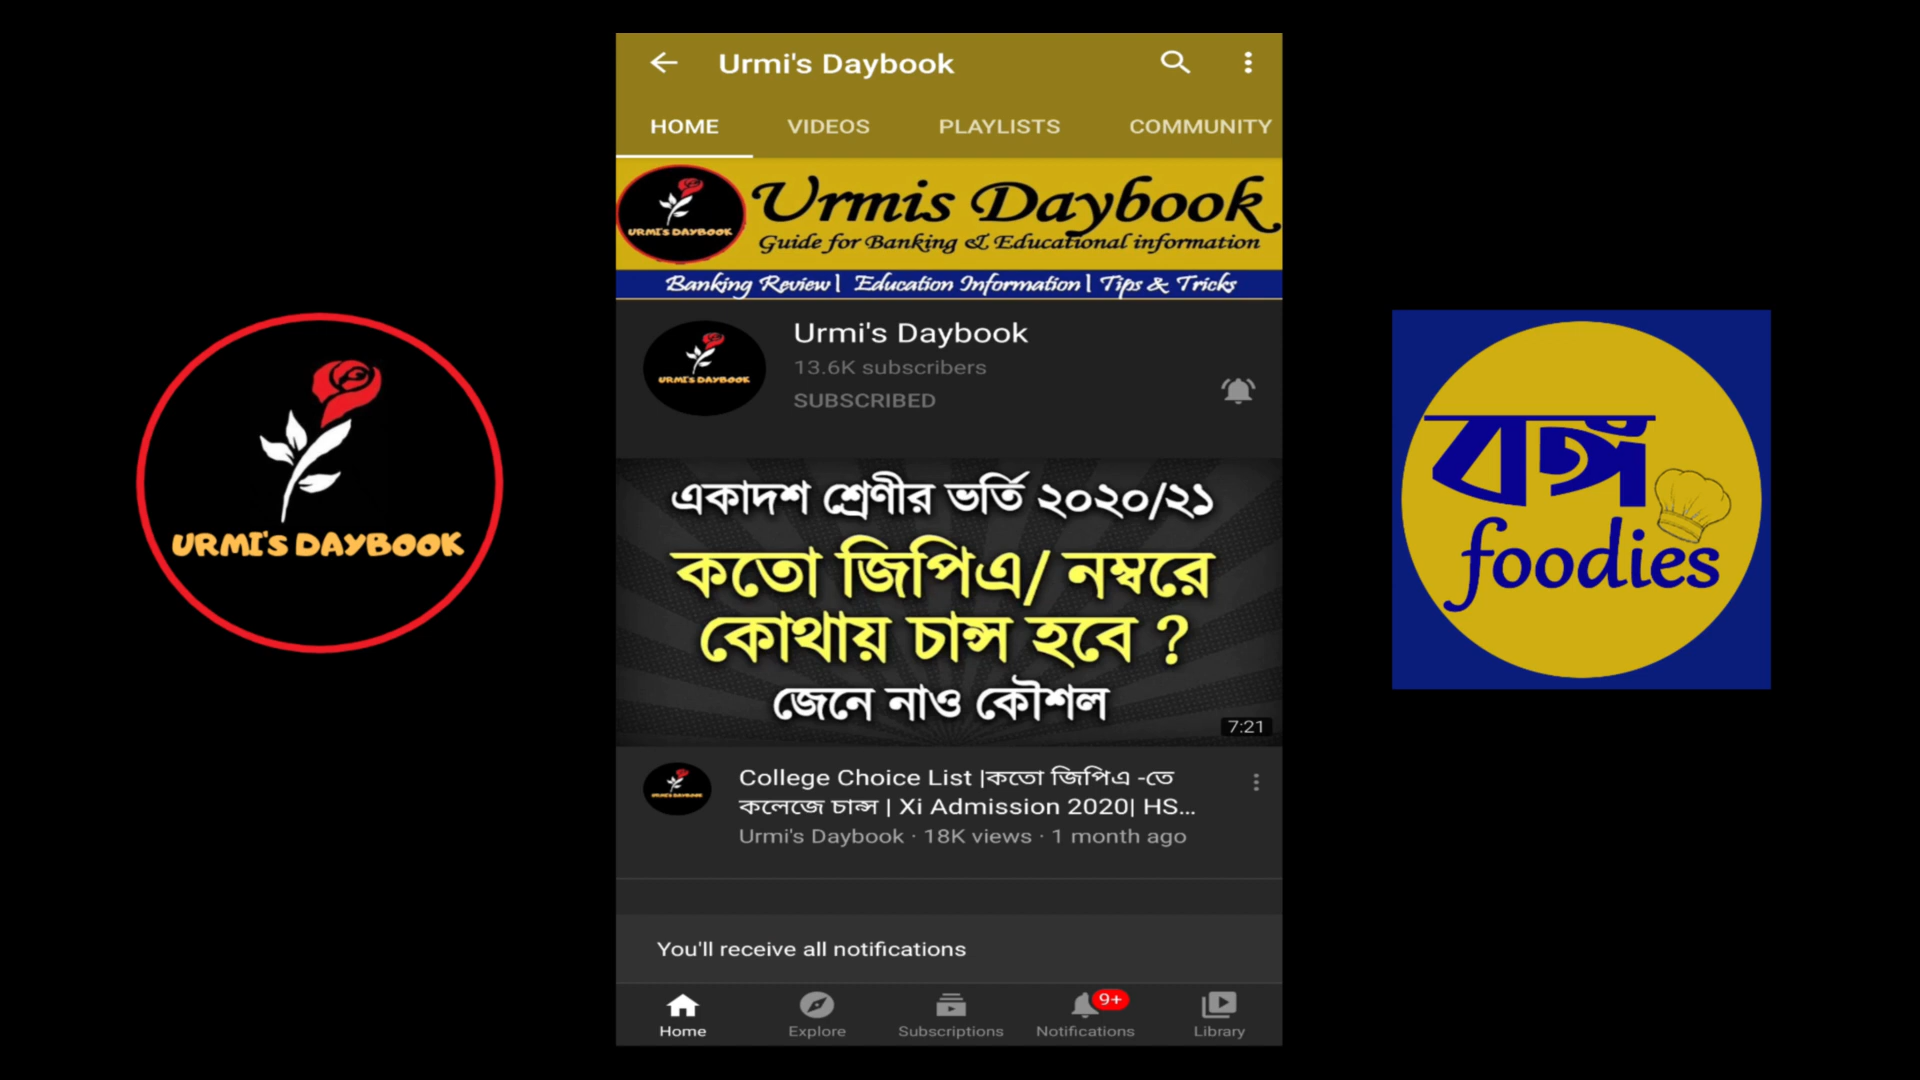 URMI'S DAYBOOK
Urmi's Daybook
HOME VIDEOS PLAYLISTS COMMUNITY
URMI'S DAYBOOK
Urmis Daybook
Guide for Banking & Educational information
Banking Review| Education Information| Tips & Tricks
URMI'S DAYBOOK
Urmi's Daybook
13.6K subscribers
SUBSCRIBED
একাদশ শ্রেণীর ভর্তি ২০২০/২১
কতো জিপিএ/ নম্বরে
কোথায় চান্স হবে ?
জেনে নাও কৌশল
7:21
URMI'S DAYBOOK
College Choice List |কতো জিপিএ -তে
কলেজে চান্স | Xi Admission 2020| HS...
Urmi's Daybook · 18K views · 1 month ago
You'll receive all notifications
9+
Home Explore Subscriptions Notifications Library
বঙ্গ
foodies